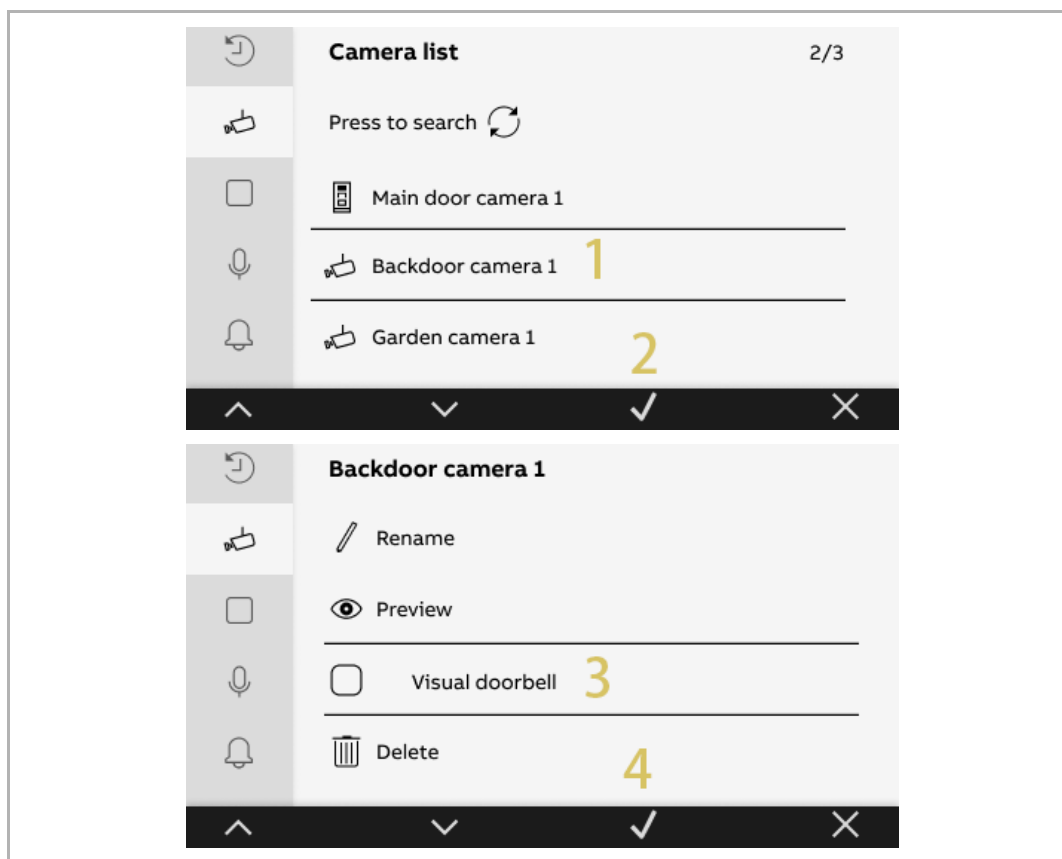 Camera list 2/3
Press to search
Main door camera 1
Backdoor camera 1 1
Garden camera 1 2
Backdoor camera 1
Rename
Preview
Visual doorbell 3
Delete 4